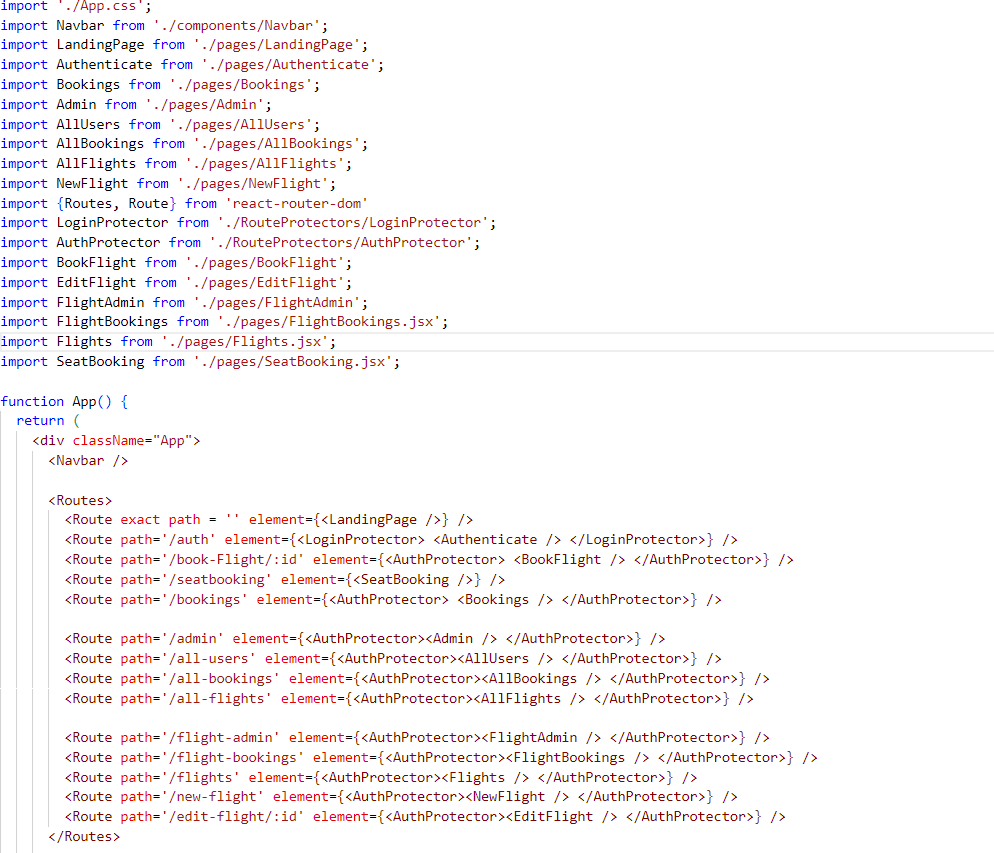 import './App.css';
import Navbar from './components/Navbar';
import LandingPage from './pages/LandingPage';
import Authenticate from './pages/Authenticate';
import Bookings from './pages/Bookings';
import Admin from './pages/Admin';
import AllUsers from './pages/AllUsers';
import AllBookings from './pages/AllBookings';
import AllFlights from './pages/AllFlights';
import NewFlight from './pages/NewFlight';
import {Routes, Route} from 'react-router-dom'
import LoginProtector from './RouteProtectors/LoginProtector';
import AuthProtector from './RouteProtectors/AuthProtector';
import BookFlight from './pages/BookFlight';
import EditFlight from './pages/EditFlight';
import FlightAdmin from './pages/FlightAdmin';
import FlightBookings from './pages/FlightBookings.jsx';
import Flights from './pages/Flights.jsx';
import SeatBooking from './pages/SeatBooking.jsx';

function App() {
  return (
    <div className="App">
      <Navbar />

      <Routes>
        <Route exact path = '' element={<LandingPage />} />
        <Route path='/auth' element={<LoginProtector> <Authenticate /> </LoginProtector>} />
        <Route path='/book-Flight/:id' element={<AuthProtector> <BookFlight /> </AuthProtector>} />
        <Route path='/seatbooking' element={<SeatBooking />} />
        <Route path='/bookings' element={<AuthProtector> <Bookings /> </AuthProtector>} />

        <Route path='/admin' element={<AuthProtector><Admin /> </AuthProtector>} />
        <Route path='/all-users' element={<AuthProtector><AllUsers /> </AuthProtector>} />
        <Route path='/all-bookings' element={<AuthProtector><AllBookings /> </AuthProtector>} />
        <Route path='/all-flights' element={<AuthProtector><AllFlights /> </AuthProtector>} />

        <Route path='/flight-admin' element={<AuthProtector><FlightAdmin /> </AuthProtector>} />
        <Route path='/flight-bookings' element={<AuthProtector><FlightBookings /> </AuthProtector>} />
        <Route path='/flights' element={<AuthProtector><Flights /> </AuthProtector>} />
        <Route path='/new-flight' element={<AuthProtector><NewFlight /> </AuthProtector>} />
        <Route path='/edit-flight/:id' element={<AuthProtector><EditFlight /> </AuthProtector>} />
      </Routes>